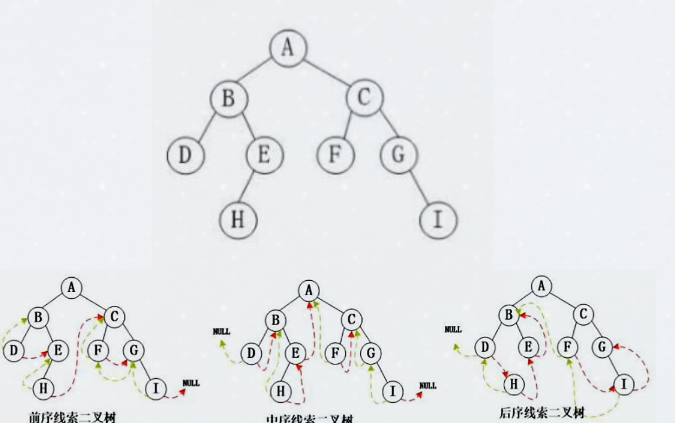 A
B C
D E F G
H I
A A A
B C B C B C
NULL NULL
D E F G D E F G D E F G
H I NULL H I NULL H I
前序线索二叉树 中序线索二叉树 后序线索二叉树